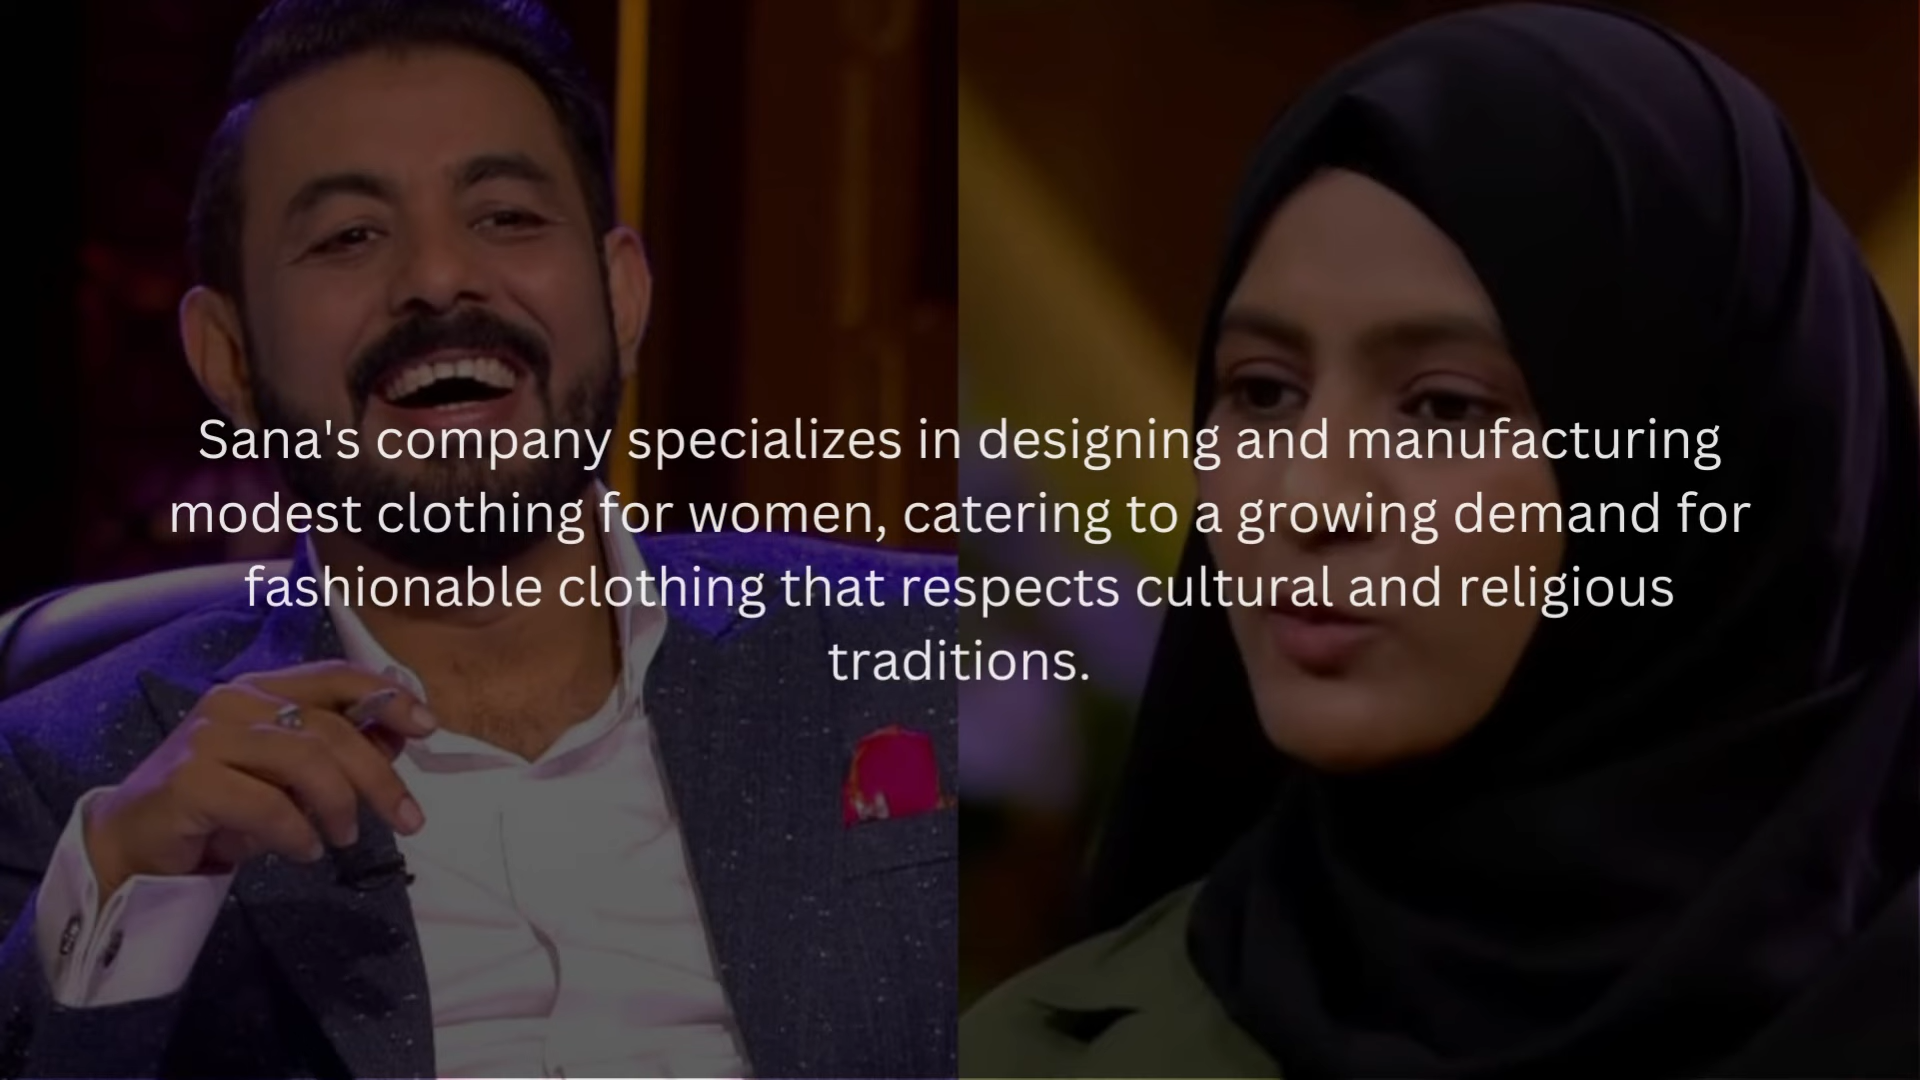 Sana's company specializes in designing and manufacturing
modest clothing for women, catering to a growing demand for
fashionable clothing that respects cultural and religious
traditions.